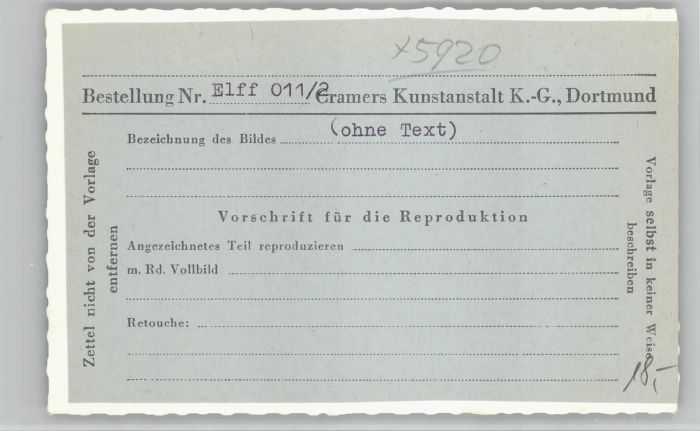 x5920
Bestellung Nr. Elff 011/2 Cramers Kunstanstalt K.-G., Dortmund
Bezeichnung des Bildes (ohne Text)
Vorschrift für die Reproduktion
Angezeichnetes Teil reproduzieren
m. Rd. Vollbild
Retouche:
Zettel nicht von der Vorlage
entfernen
Vorlage selbst in keiner Weise
beschreiben
18,-